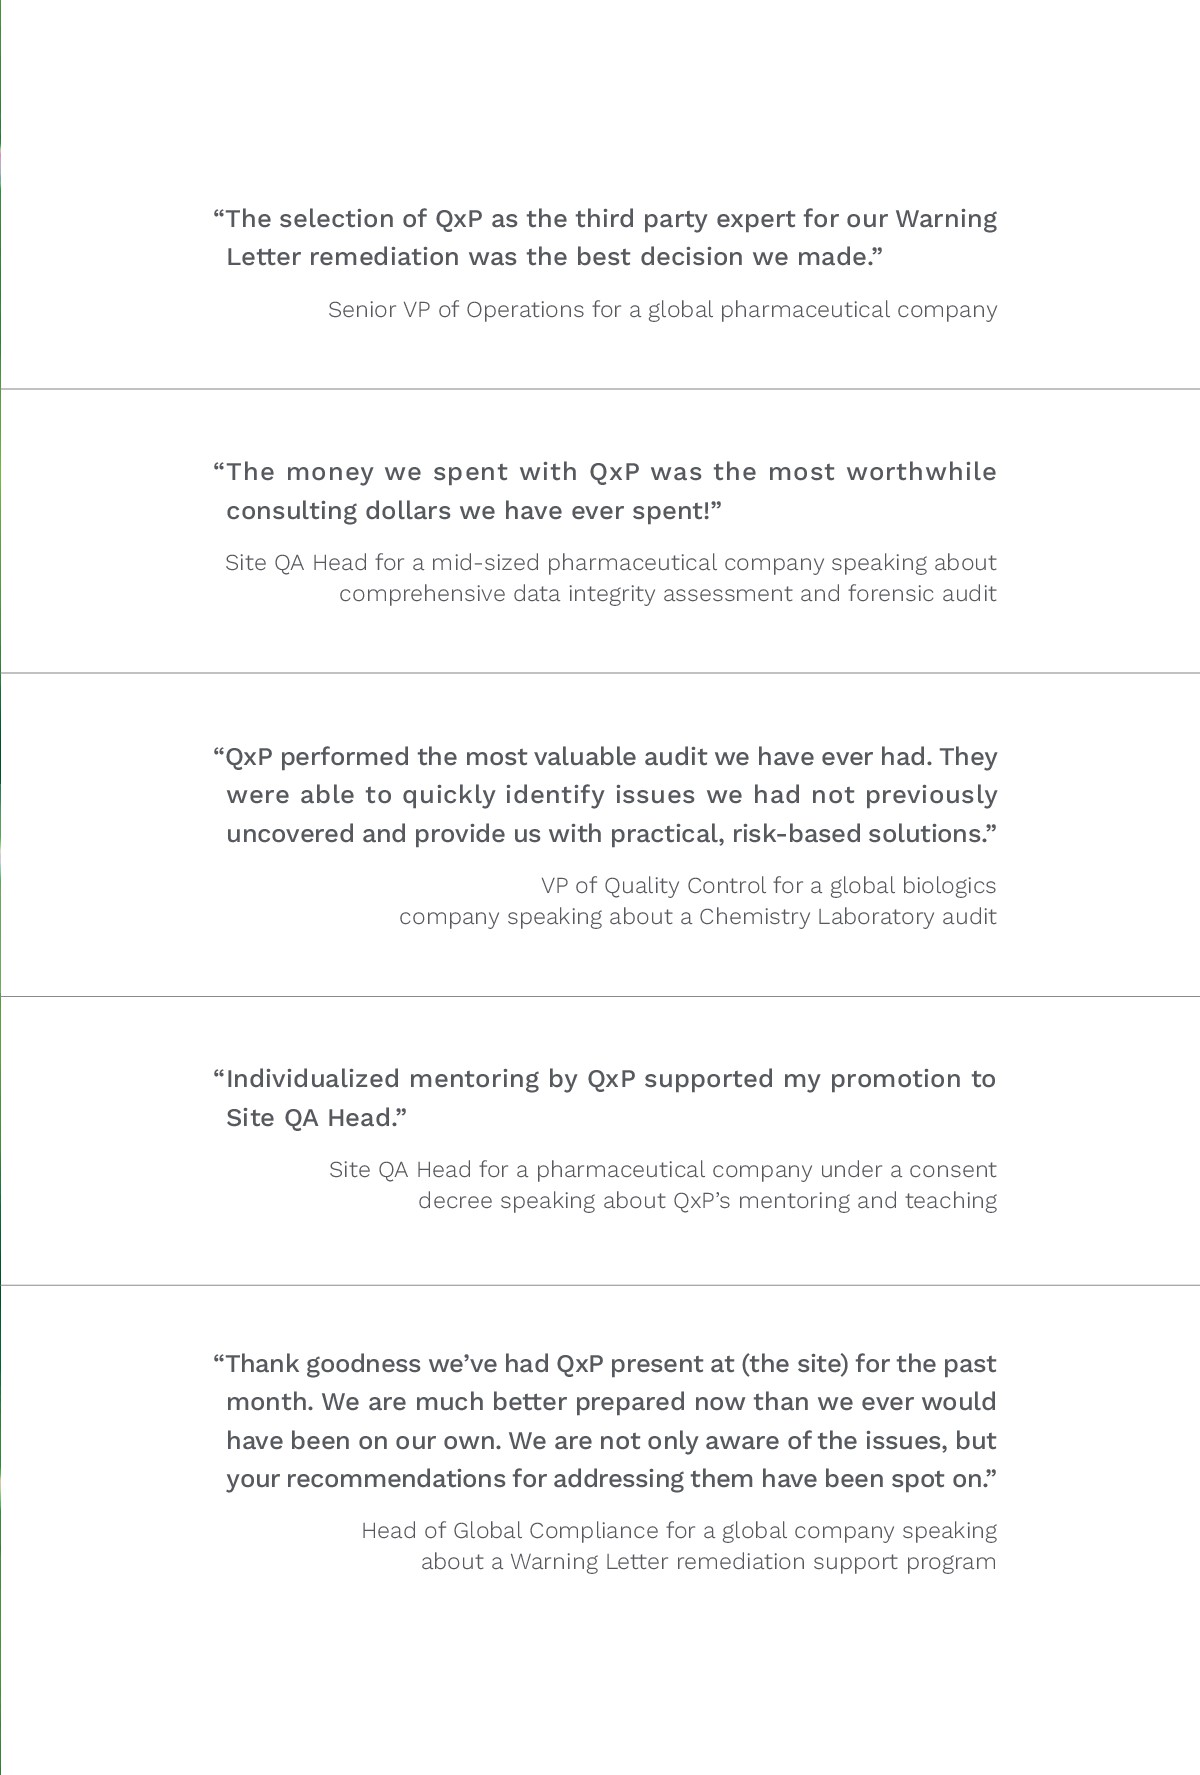 “The selection of QxP as the third party expert for our Warning
Letter remediation was the best decision we made.”
Senior VP of Operations for a global pharmaceutical company
“The money we spent with QxP was the most worthwhile
consulting dollars we have ever spent!”
Site QA Head for a mid-sized pharmaceutical company speaking about
comprehensive data integrity assessment and forensic audit
“QxP performed the most valuable audit we have ever had. They
were able to quickly identify issues we had not previously
uncovered and provide us with practical, risk-based solutions.”
VP of Quality Control for a global biologics
company speaking about a Chemistry Laboratory audit
“Individualized mentoring by QxP supported my promotion to
Site QA Head.”
Site QA Head for a pharmaceutical company under a consent
decree speaking about QxP’s mentoring and teaching
“Thank goodness we’ve had QxP present at (the site) for the past
month. We are much better prepared now than we ever would
have been on our own. We are not only aware of the issues, but
your recommendations for addressing them have been spot on.”
Head of Global Compliance for a global company speaking
about a Warning Letter remediation support program